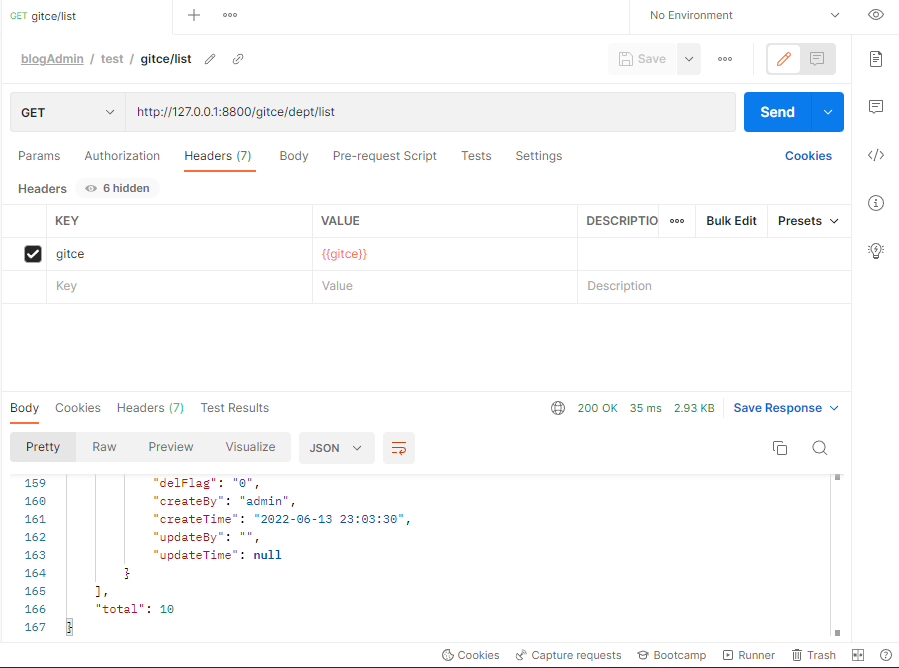 GET gitce/list
No Environment
blogAdmin / test / gitce/list
Save
GET http://127.0.0.1:8800/gitce/dept/list Send
Params Authorization Headers (7) Body Pre-request Script Tests Settings Cookies
Headers 6 hidden
KEY VALUE DESCRIPTIO Bulk Edit Presets
gitce {{gitce}}
Key Value Description
Body Cookies Headers (7) Test Results 200 OK 35 ms 2.93 KB Save Response
Pretty Raw Preview Visualize JSON
159 "delFlag": "0",
160 "createBy": "admin",
161 "createTime": "2022-06-13 23:03:30",
162 "updateBy": "",
163 "updateTime": null
164 }
165 ],
166 "total": 10
167 }
Cookies Capture requests Bootcamp Runner Trash